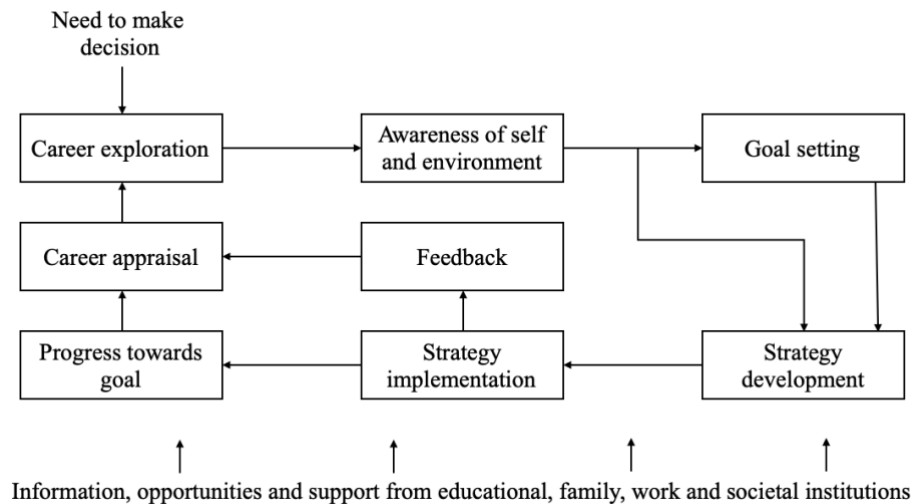 Need to make
decision
Career exploration
Awareness of self
and environment
Goal setting
Career appraisal
Feedback
Progress towards
goal
Strategy
implementation
Strategy
development
Information, opportunities and support from educational, family, work and societal institutions